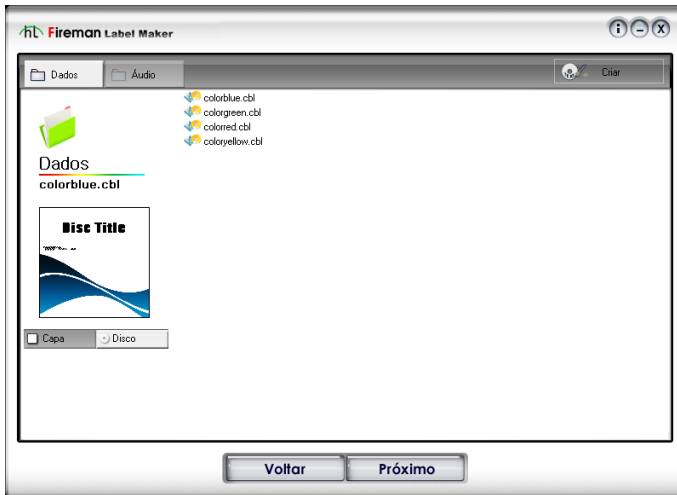 Fireman Label Maker
Dados
Áudio
Criar
colorblue.cbl
colorgreen.cbl
colorred.cbl
coloryellow.cbl
Dados
colorblue.cbl
Disc Title
Capa
Disco
Voltar
Próximo